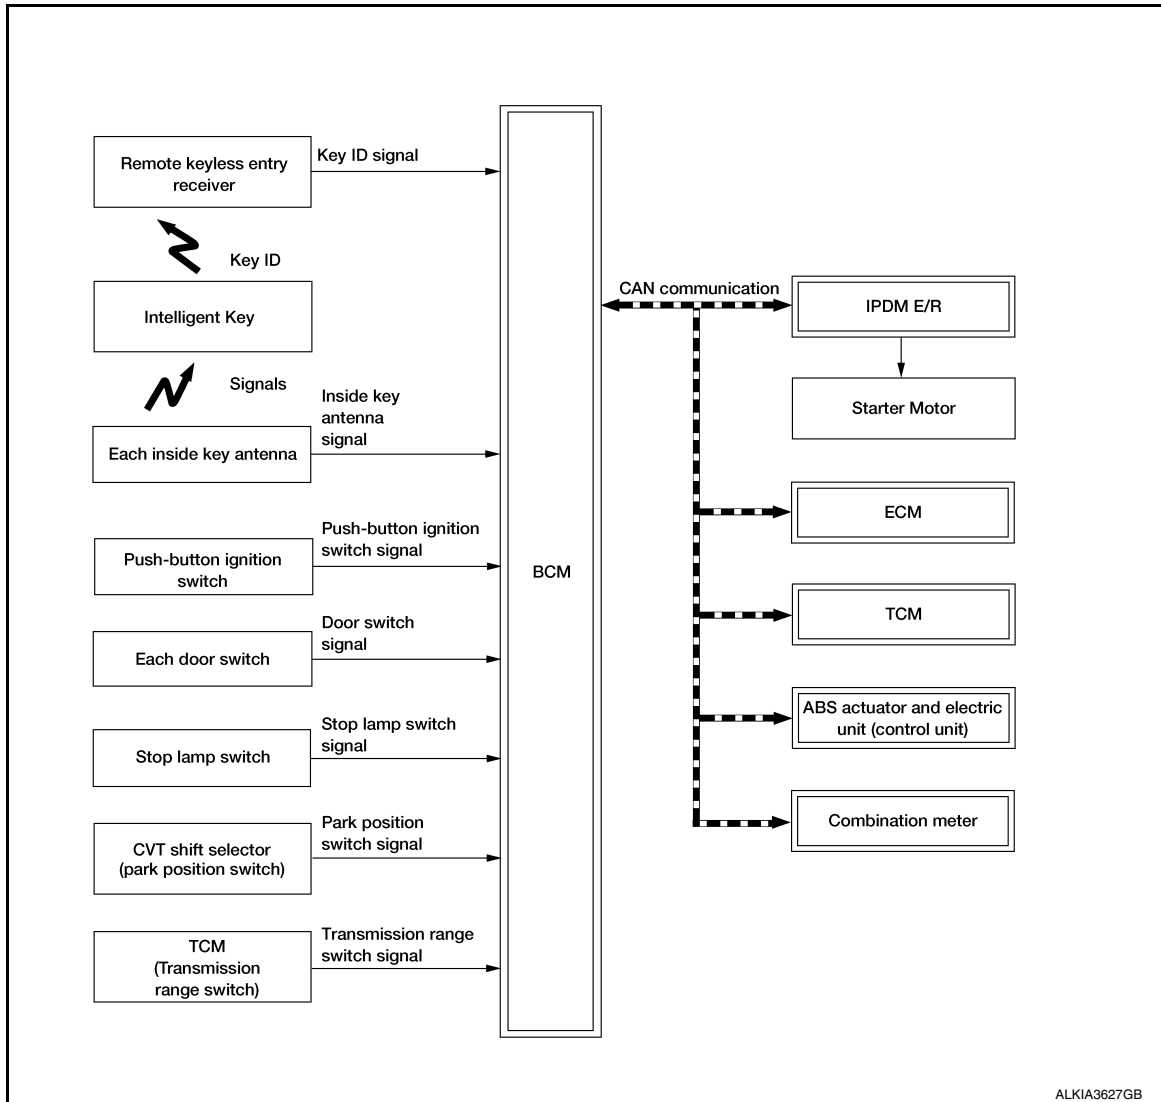 Remote keyless entry
receiver
Key ID signal
Key ID
Intelligent Key
Signals
Inside key
antenna
signal
Each inside key antenna
Push-button ignition
switch signal
Push-button ignition
switch
Door switch
signal
Each door switch
Stop lamp switch
signal
Stop lamp switch
Park position
switch signal
CVT shift selector
(park position switch)
Transmission range
switch signal
TCM
(Transmission
range switch)
BCM
CAN communication
IPDM E/R
Starter Motor
ECM
TCM
ABS actuator and electric
unit (control unit)
Combination meter
ALKIA3627GB